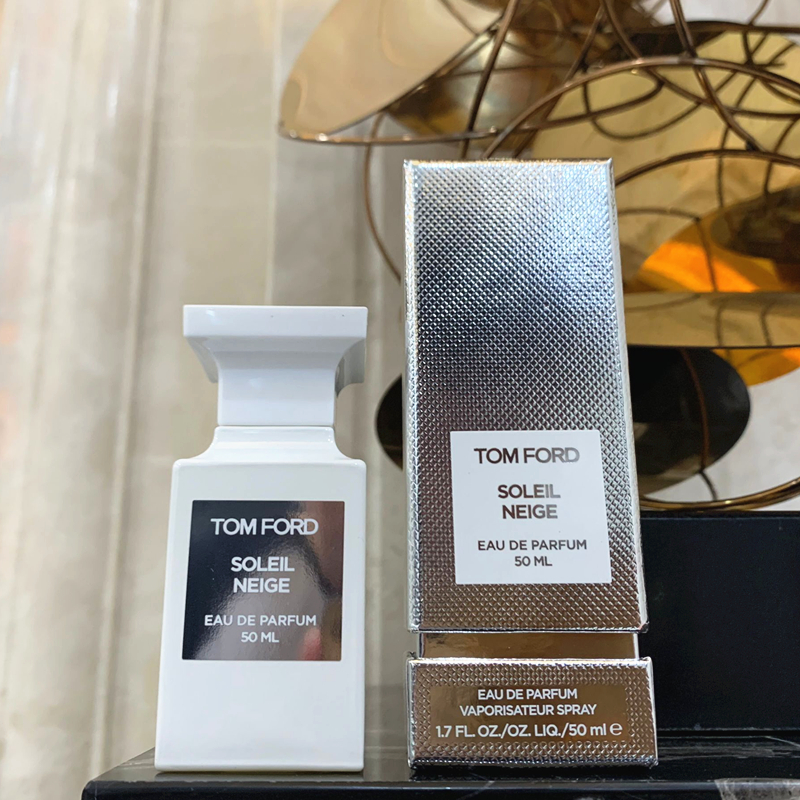 TOM FORD
SOLEIL
NEIGE
EAU DE PARFUM
50 ML
TOM FORD
SOLEIL
NEIGE
EAU DE PARFUM
50 ML
EAU DE PARFUM
VAPORISATEUR SPRAY
1.7 FL. OZ./OZ. LIQ./50 ml ℮